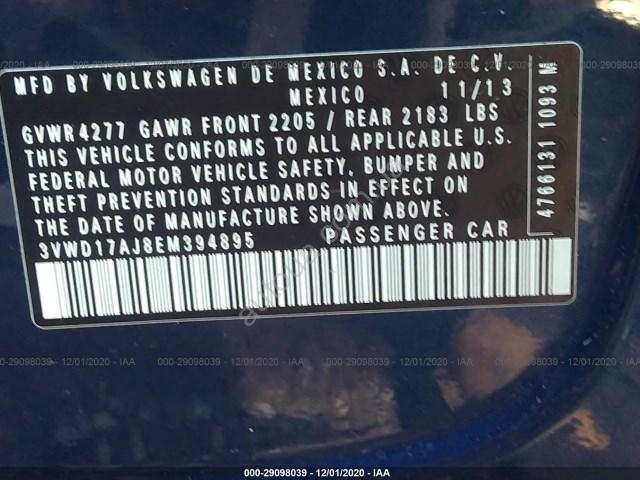 MFD BY VOLKSWAGEN DE MEXICO S.A. DE C.V.
MEXICO 11/13
GVWR4277 GAWR FRONT 2205 / REAR 2183 LBS
THIS VEHICLE CONFORMS TO ALL APPLICABLE U.S.
FEDERAL MOTOR VEHICLE SAFETY, BUMPER AND
THEFT PREVENTION STANDARDS IN EFFECT ON
THE DATE OF MANUFACTURE SHOWN ABOVE.
3VWD17AJ8EM394895 PASSENGER CAR
4766131 1093 M
000-29098039 - 12/01/2020 - IAA